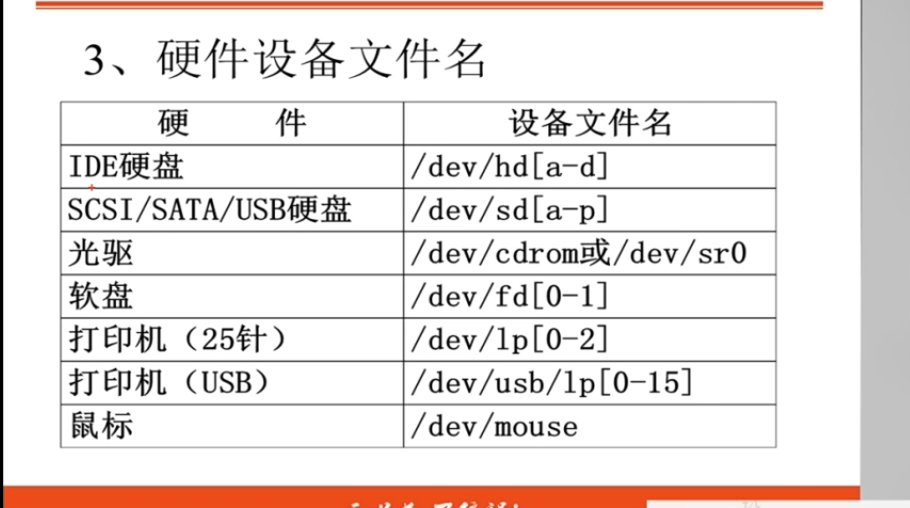 3、硬件设备文件名
硬 件 设备文件名
IDE硬盘 /dev/hd[a-d]
SCSI/SATA/USB硬盘 /dev/sd[a-p]
光驱 /dev/cdrom或/dev/sr0
软盘 /dev/fd[0-1]
打印机（25针） /dev/lp[0-2]
打印机（USB） /dev/usb/lp[0-15]
鼠标 /dev/mouse